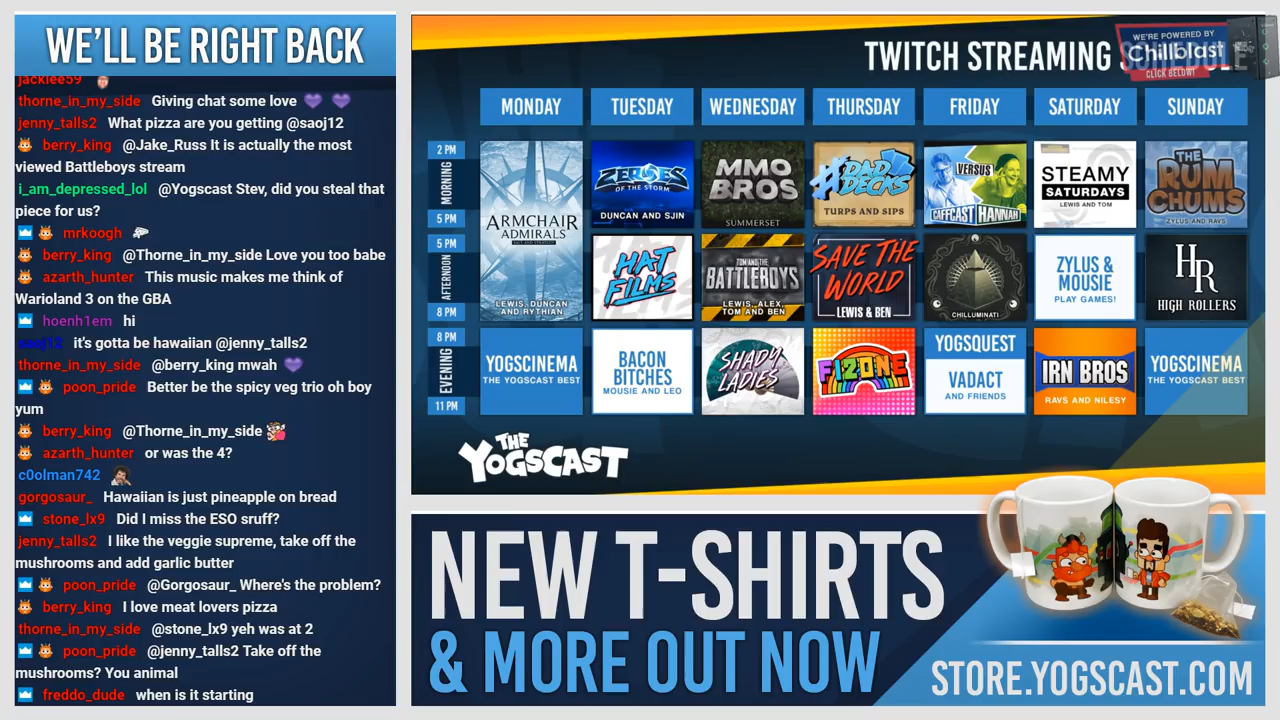 WE'LL BE RIGHT BACK
jacklee59
thorne_in_my_side Giving chat some love
jenny_talls2 What pizza are you getting @saoj12
berry_king @Jake_Russ It is actually the most
viewed Battleboys stream
i_am_depressed_lol @Yogscast Stev, did you steal that
piece for us?
mrkoogh
berry_king @Thorne_in_my_side Love you too babe
azarth_hunter This music makes me think of
Warioland 3 on the GBA
hoenh1em hi
saoj12 it's gotta be hawaiian @jenny_talls2
thorne_in_my_side @berry_king mwah
poon_pride Better be the spicy veg trio oh boy
yum
berry_king @Thorne_in_my_side
azarth_hunter or was the 4?
c0olman742
gorgosaur_ Hawaiian is just pineapple on bread
stone_lx9 Did I miss the ESO sruff?
jenny_talls2 I like the veggie supreme, take off the
mushrooms and add garlic butter
poon_pride @Gorgosaur_ Where's the problem?
berry_king I love meat lovers pizza
thorne_in_my_side @stone_lx9 yeh was at 2
poon_pride @jenny_talls2 Take off the
mushrooms? You animal
freddo_dude when is it starting
TWITCH STREAMING SCHEDULE
WE'RE POWERED BY
Chillblast
CLICK BELOW!
MONDAY TUESDAY WEDNESDAY THURSDAY FRIDAY SATURDAY SUNDAY
2 PM
MORNING
5 PM
5 PM
AFTERNOON
8 PM
8 PM
EVENING
11 PM
ARMCHAIR
ADMIRALS
LEWIS, DUNCAN
AND RYTHIAN
ZEROES
OF THE STORM
DUNCAN AND SJIN
MMO
BROS
SUMMERSET
#DAD
DECKS
TURPS AND SIPS
VERSUS
CAFFCAST HANNAH
STEAMY
SATURDAYS
LEWIS AND TOM
THE
RUM
CHUMS
ZYLUS AND RAVS
HAT
FILMS
TOM AND THE
BATTLEBOYS
LEWIS, ALEX,
TOM AND BEN
SAVE THE
WORLD
LEWIS & BEN
CHILLUMINATI
ZYLUS &
MOUSIE
PLAY GAMES!
HR
HIGH ROLLERS
YOGSCINEMA
THE YOGSCAST BEST
BACON
BITCHES
MOUSIE AND LEO
SHADY
LADIES
FIZONE
YOGSQUEST
VADACT
AND FRIENDS
IRN BROS
RAVS AND NILESY
YOGSCINEMA
THE YOGSCAST BEST
THE
YOGSCAST
NEW T-SHIRTS
& MORE OUT NOW
STORE.YOGSCAST.COM